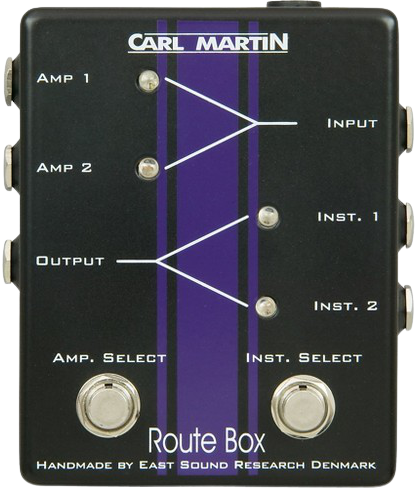 CARL MARTIN
AMP 1
INPUT
AMP 2
INST. 1
OUTPUT
INST. 2
AMP. SELECT
INST. SELECT
Route Box
HANDMADE BY EAST SOUND RESEARCH DENMARK